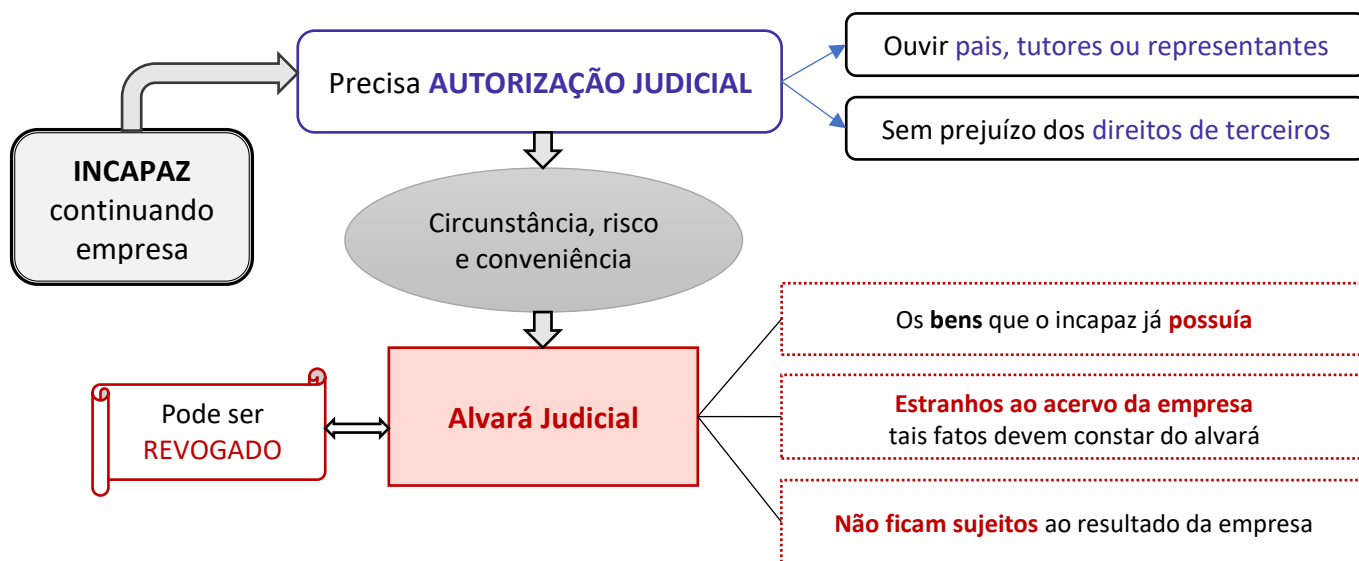 INCAPAZ
continuando
empresa
Precisa AUTORIZAÇÃO JUDICIAL
Ouvir pais, tutores ou representantes
Sem prejuízo dos direitos de terceiros
Circunstância, risco
e conveniência
Alvará Judicial
Pode ser
REVOGADO
Os bens que o incapaz já possuía
Estranhos ao acervo da empresa
tais fatos devem constar do alvará
Não ficam sujeitos ao resultado da empresa